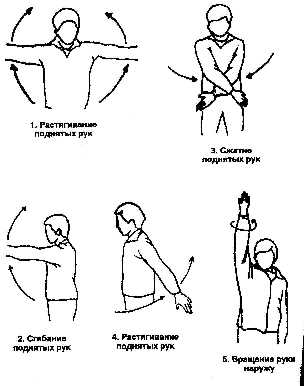 1. Растягивание
поднятых рук
3. Сжатие
поднятых рук
2. Сгибание
поднятых рук
4. Растягивание
поднятых рук
5. Вращение руки
наружу